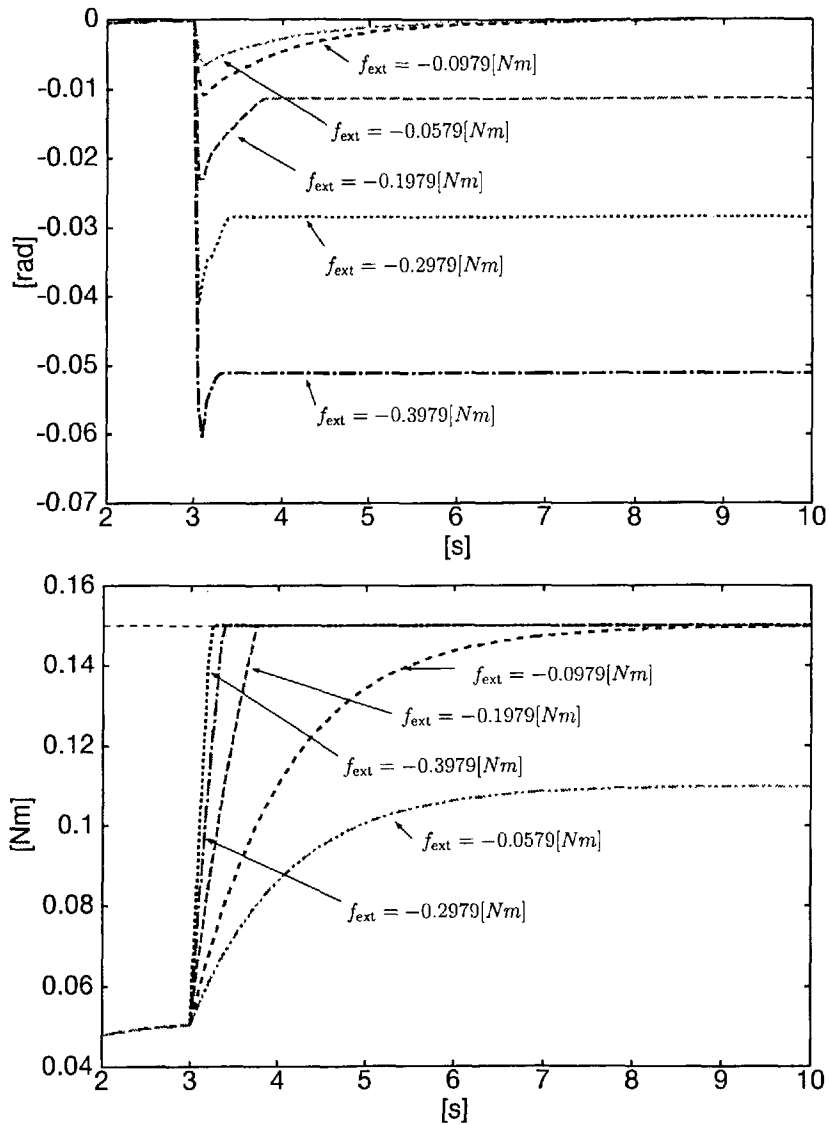 0
-0.01
-0.02
-0.03
-0.04
-0.05
-0.06
-0.07
[rad]
f_ext = −0.0979[Nm]
f_ext = −0.0579[Nm]
f_ext = −0.1979[Nm]
f_ext = −0.2979[Nm]
f_ext = −0.3979[Nm]
2 3 4 5 6 7 8 9 10
[s]
0.16
0.14
0.12
0.1
0.08
0.06
0.04
[Nm]
f_ext = −0.0979[Nm]
f_ext = −0.1979[Nm]
f_ext = −0.3979[Nm]
f_ext = −0.0579[Nm]
f_ext = −0.2979[Nm]
2 3 4 5 6 7 8 9 10
[s]